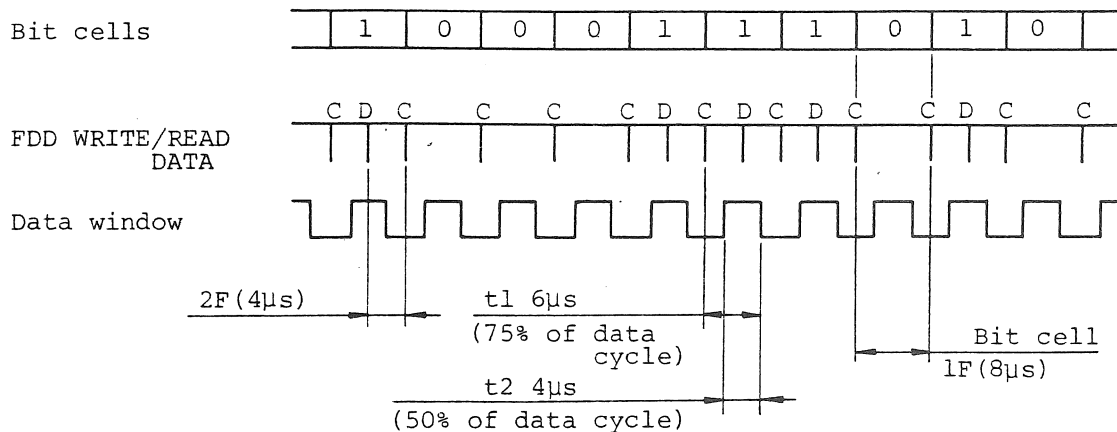 Bit cells 1 0 0 0 1 1 1 0 1 0
C D C C C C D C D C D C C D C C
FDD WRITE/READ
DATA
Data window
2F(4µs)
t1 6µs
(75% of data
cycle)
Bit cell
1F(8µs)
t2 4µs
(50% of data cycle)